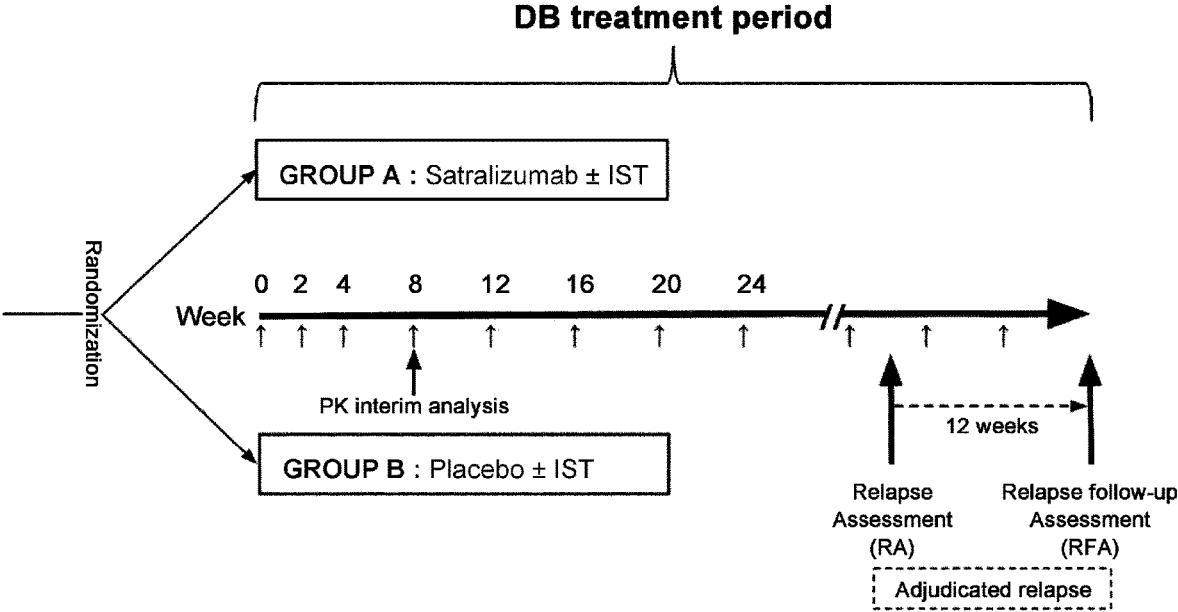 DB treatment period
GROUP A : Satralizumab ± IST
Randomization
0 2 4 8 12 16 20 24
Week
PK interim analysis
12 weeks
GROUP B : Placebo ± IST
Relapse
Assessment
(RA)
Relapse follow-up
Assessment
(RFA)
Adjudicated relapse